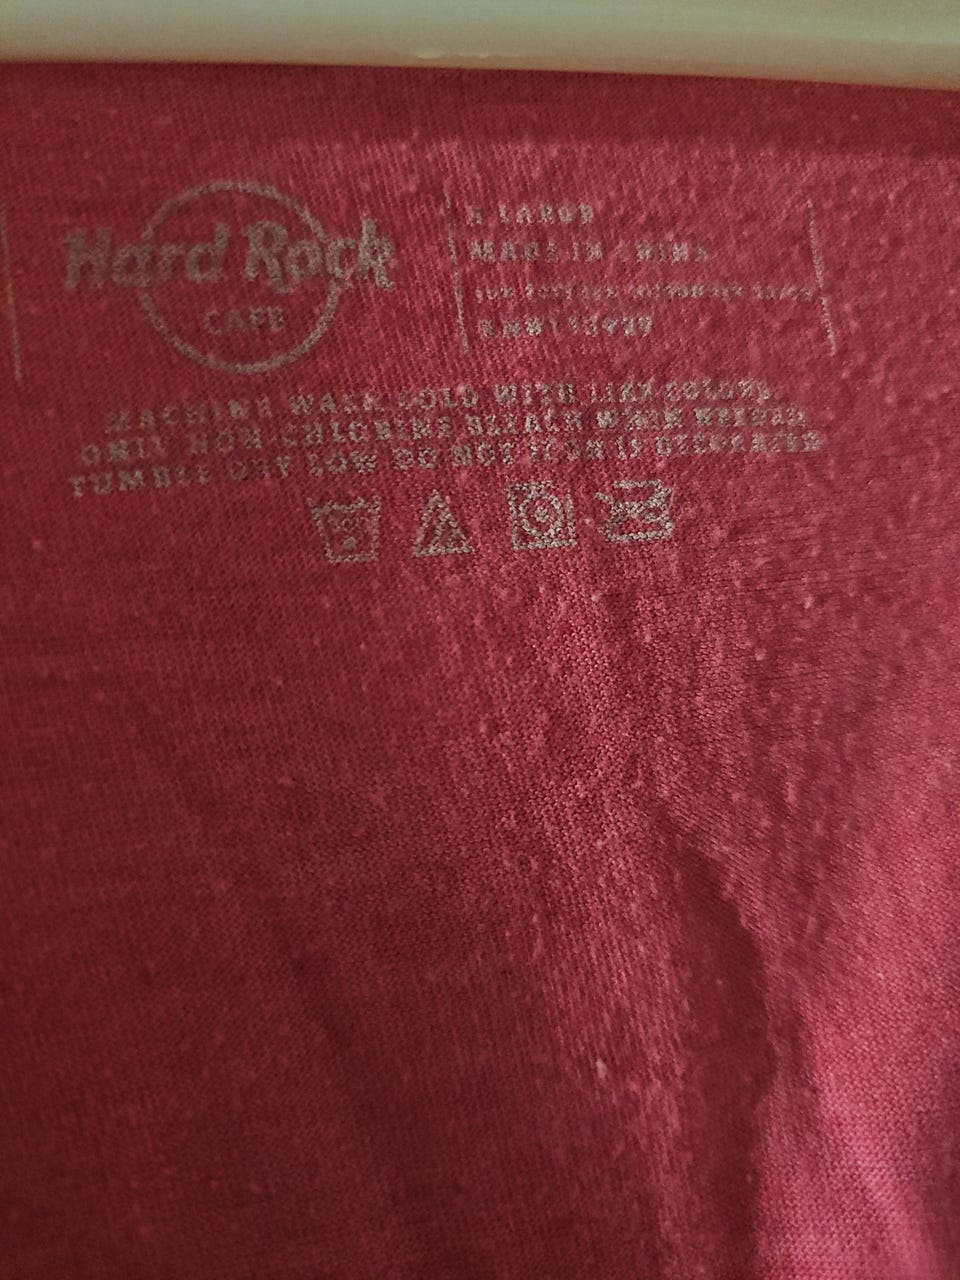 Hard Rock
CAFE
X LARGE
MADE IN CHINA
MACHINE WASH COLD WITH LIKE COLORS.
ONLY NON-CHLORINE BLEACH WHEN NEEDED
TUMBLE DRY LOW DO NOT IRON IF DECORATED